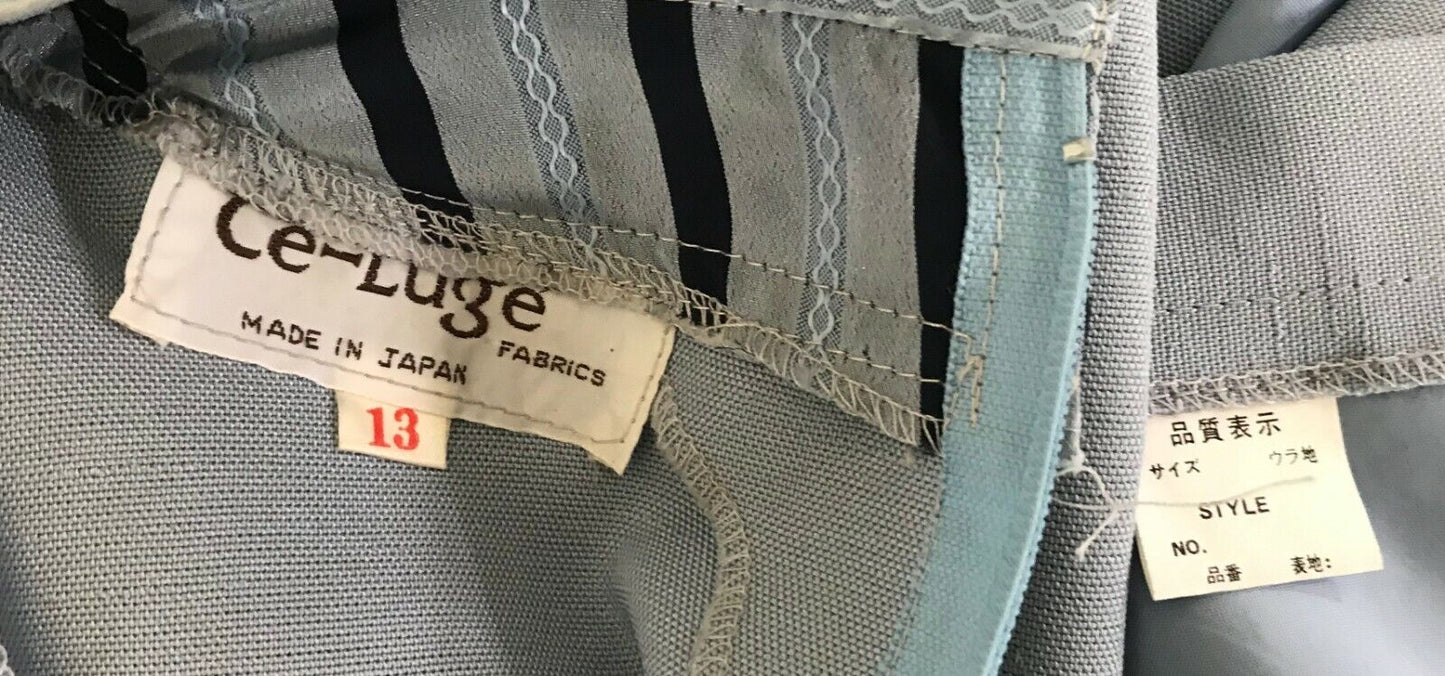 Ce-Luge
FABRICS
MADE IN JAPAN
13
品質表示
サイズ ウラ地
STYLE
NO.
品番 表地: